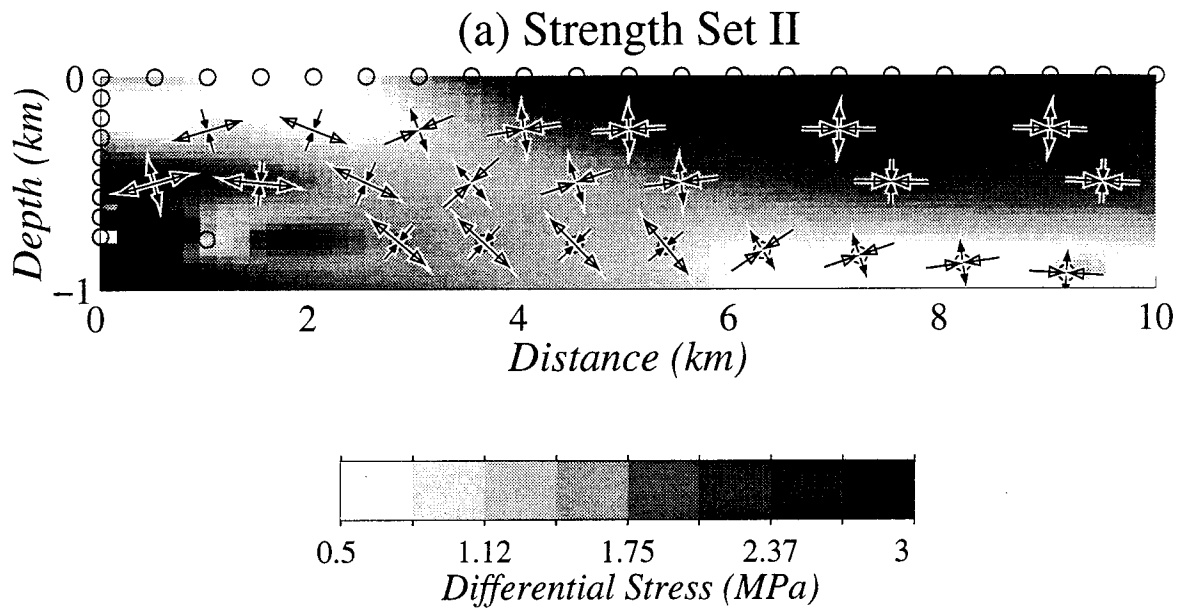 (a) Strength Set II
0
Depth (km)
−1
0 2 4 6 8 10
Distance (km)
0.5 1.12 1.75 2.37 3
Differential Stress (MPa)